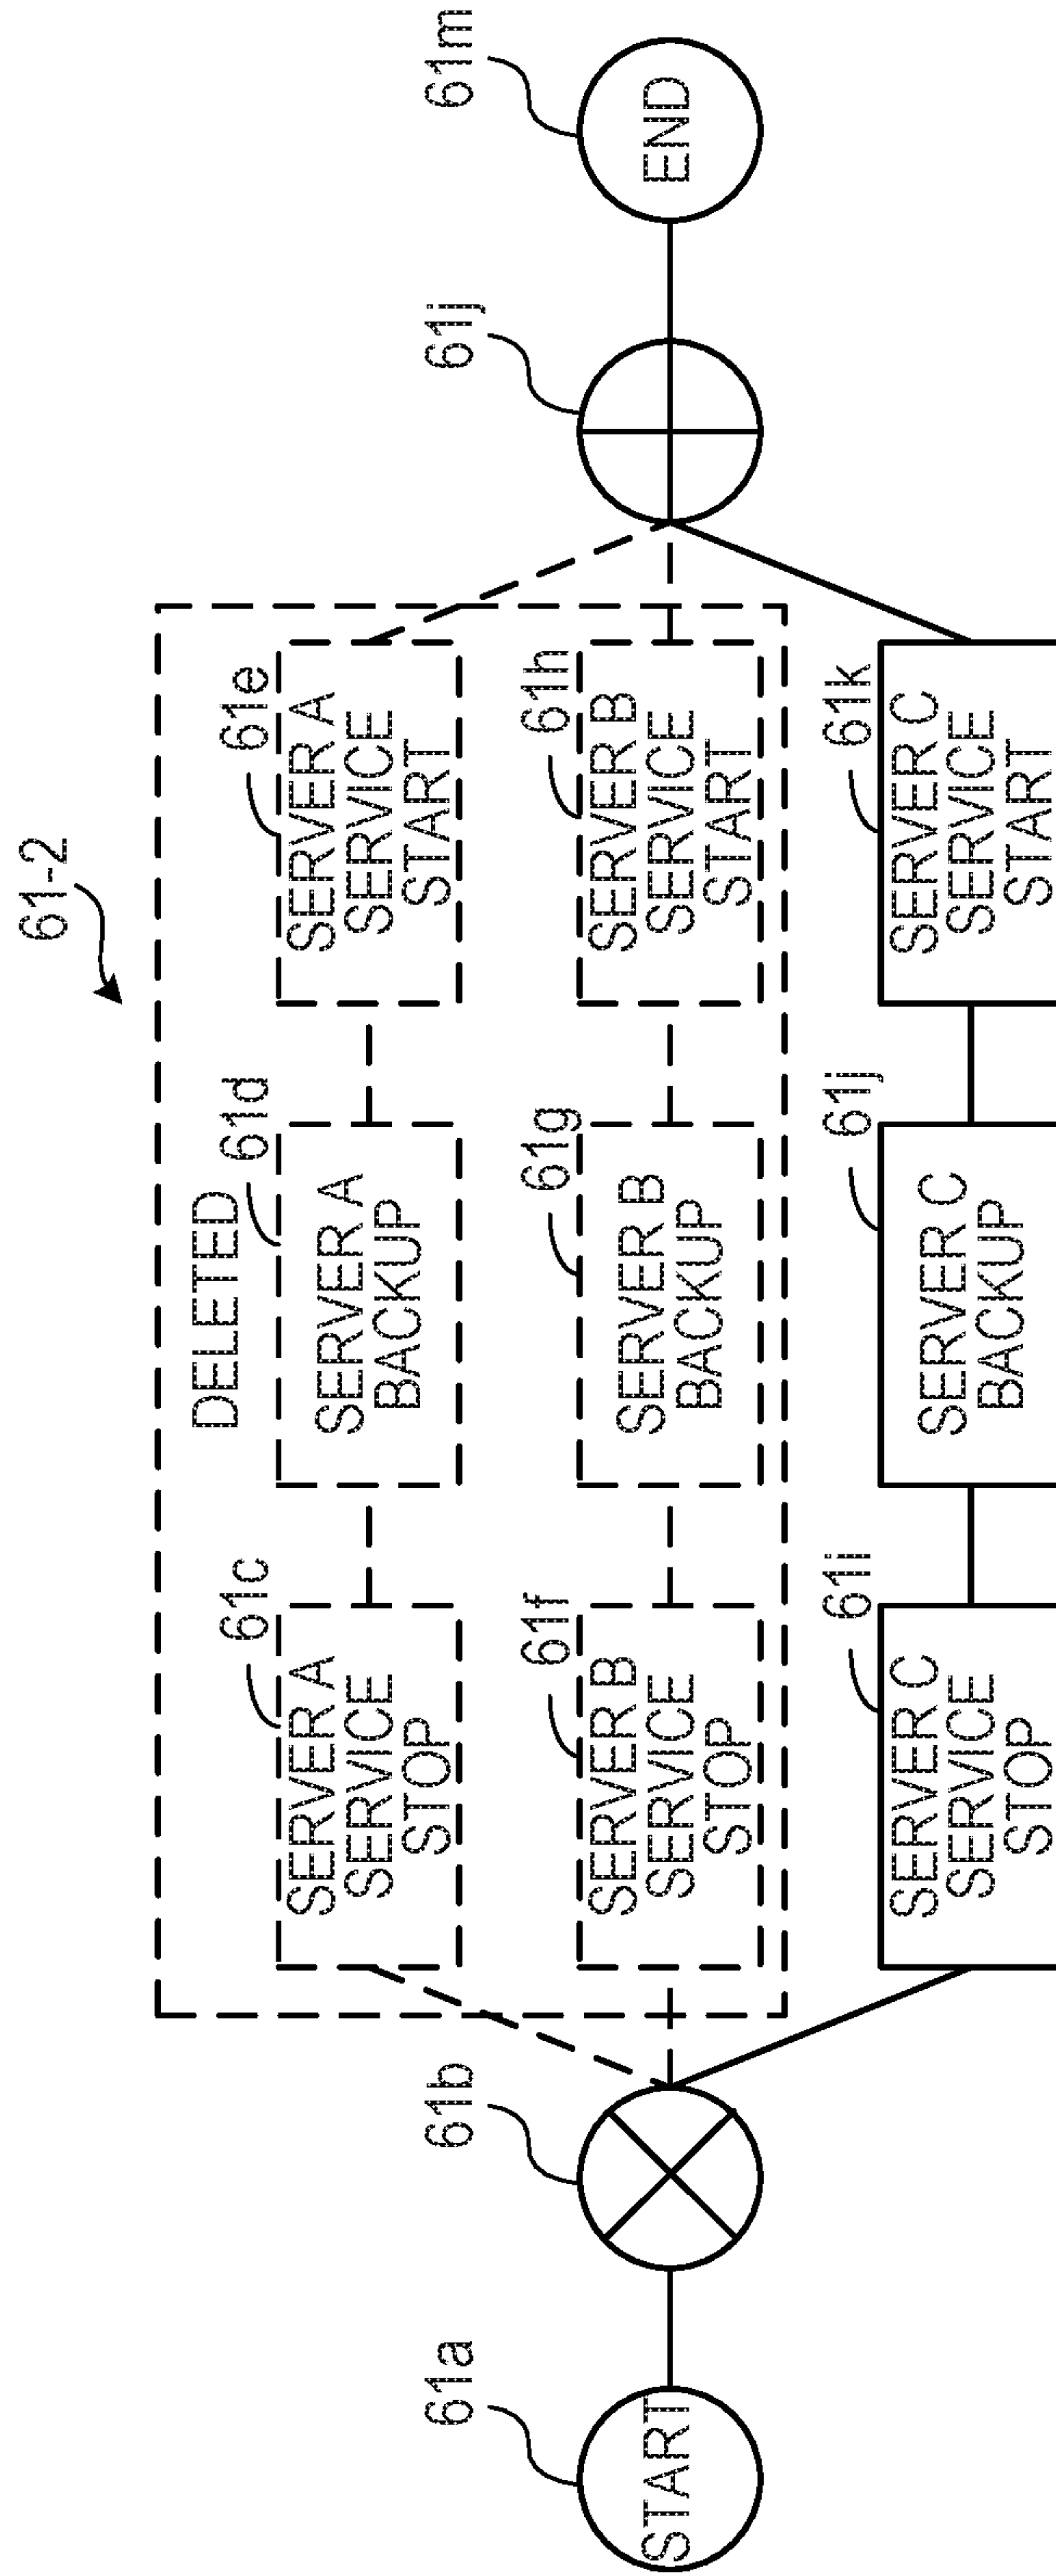 61-2
DELETED
61c
61d
61e
SERVER A
SERVICE
STOP
SERVER A
BACKUP
SERVER A
SERVICE
START
61a
61b
61j
61m
61f
61g
61h
START
SERVER B
SERVICE
STOP
SERVER B
BACKUP
SERVER B
SERVICE
START
END
61i
61j
61k
SERVER C
SERVICE
STOP
SERVER C
BACKUP
SERVER C
SERVICE
START